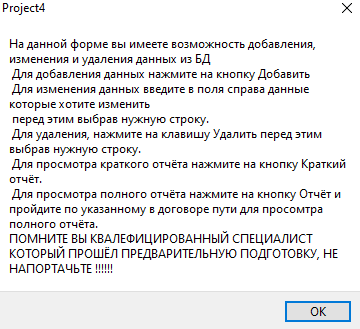 Project4
На данной форме вы имеете возможность добавления,
изменения и удаления данных из БД
Для добавления данных нажмите на кнопку Добавить
Для изменения данных введите в поля справа данные
которые хотите изменить
перед этим выбрав нужную строку.
Для удаления, нажмите на клавишу Удалить перед этим
выбрав нужную строку.
Для просмотра краткого отчёта нажмите на кнопку Краткий
отчёт.
Для просмотра полного отчёта нажмите на кнопку Отчёт и
пройдите по указанному в договоре пути для просомтра
полного отчёта.
ПОМНИТЕ ВЫ КВАЛЕФИЦИРОВАННЫЙ СПЕЦИАЛИСТ
КОТОРЫЙ ПРОШЁЛ ПРЕДВАРИТЕЛЬНУЮ ПОДГОТОВКУ, НЕ
НАПОРТАЧЬТЕ !!!!!!
OK